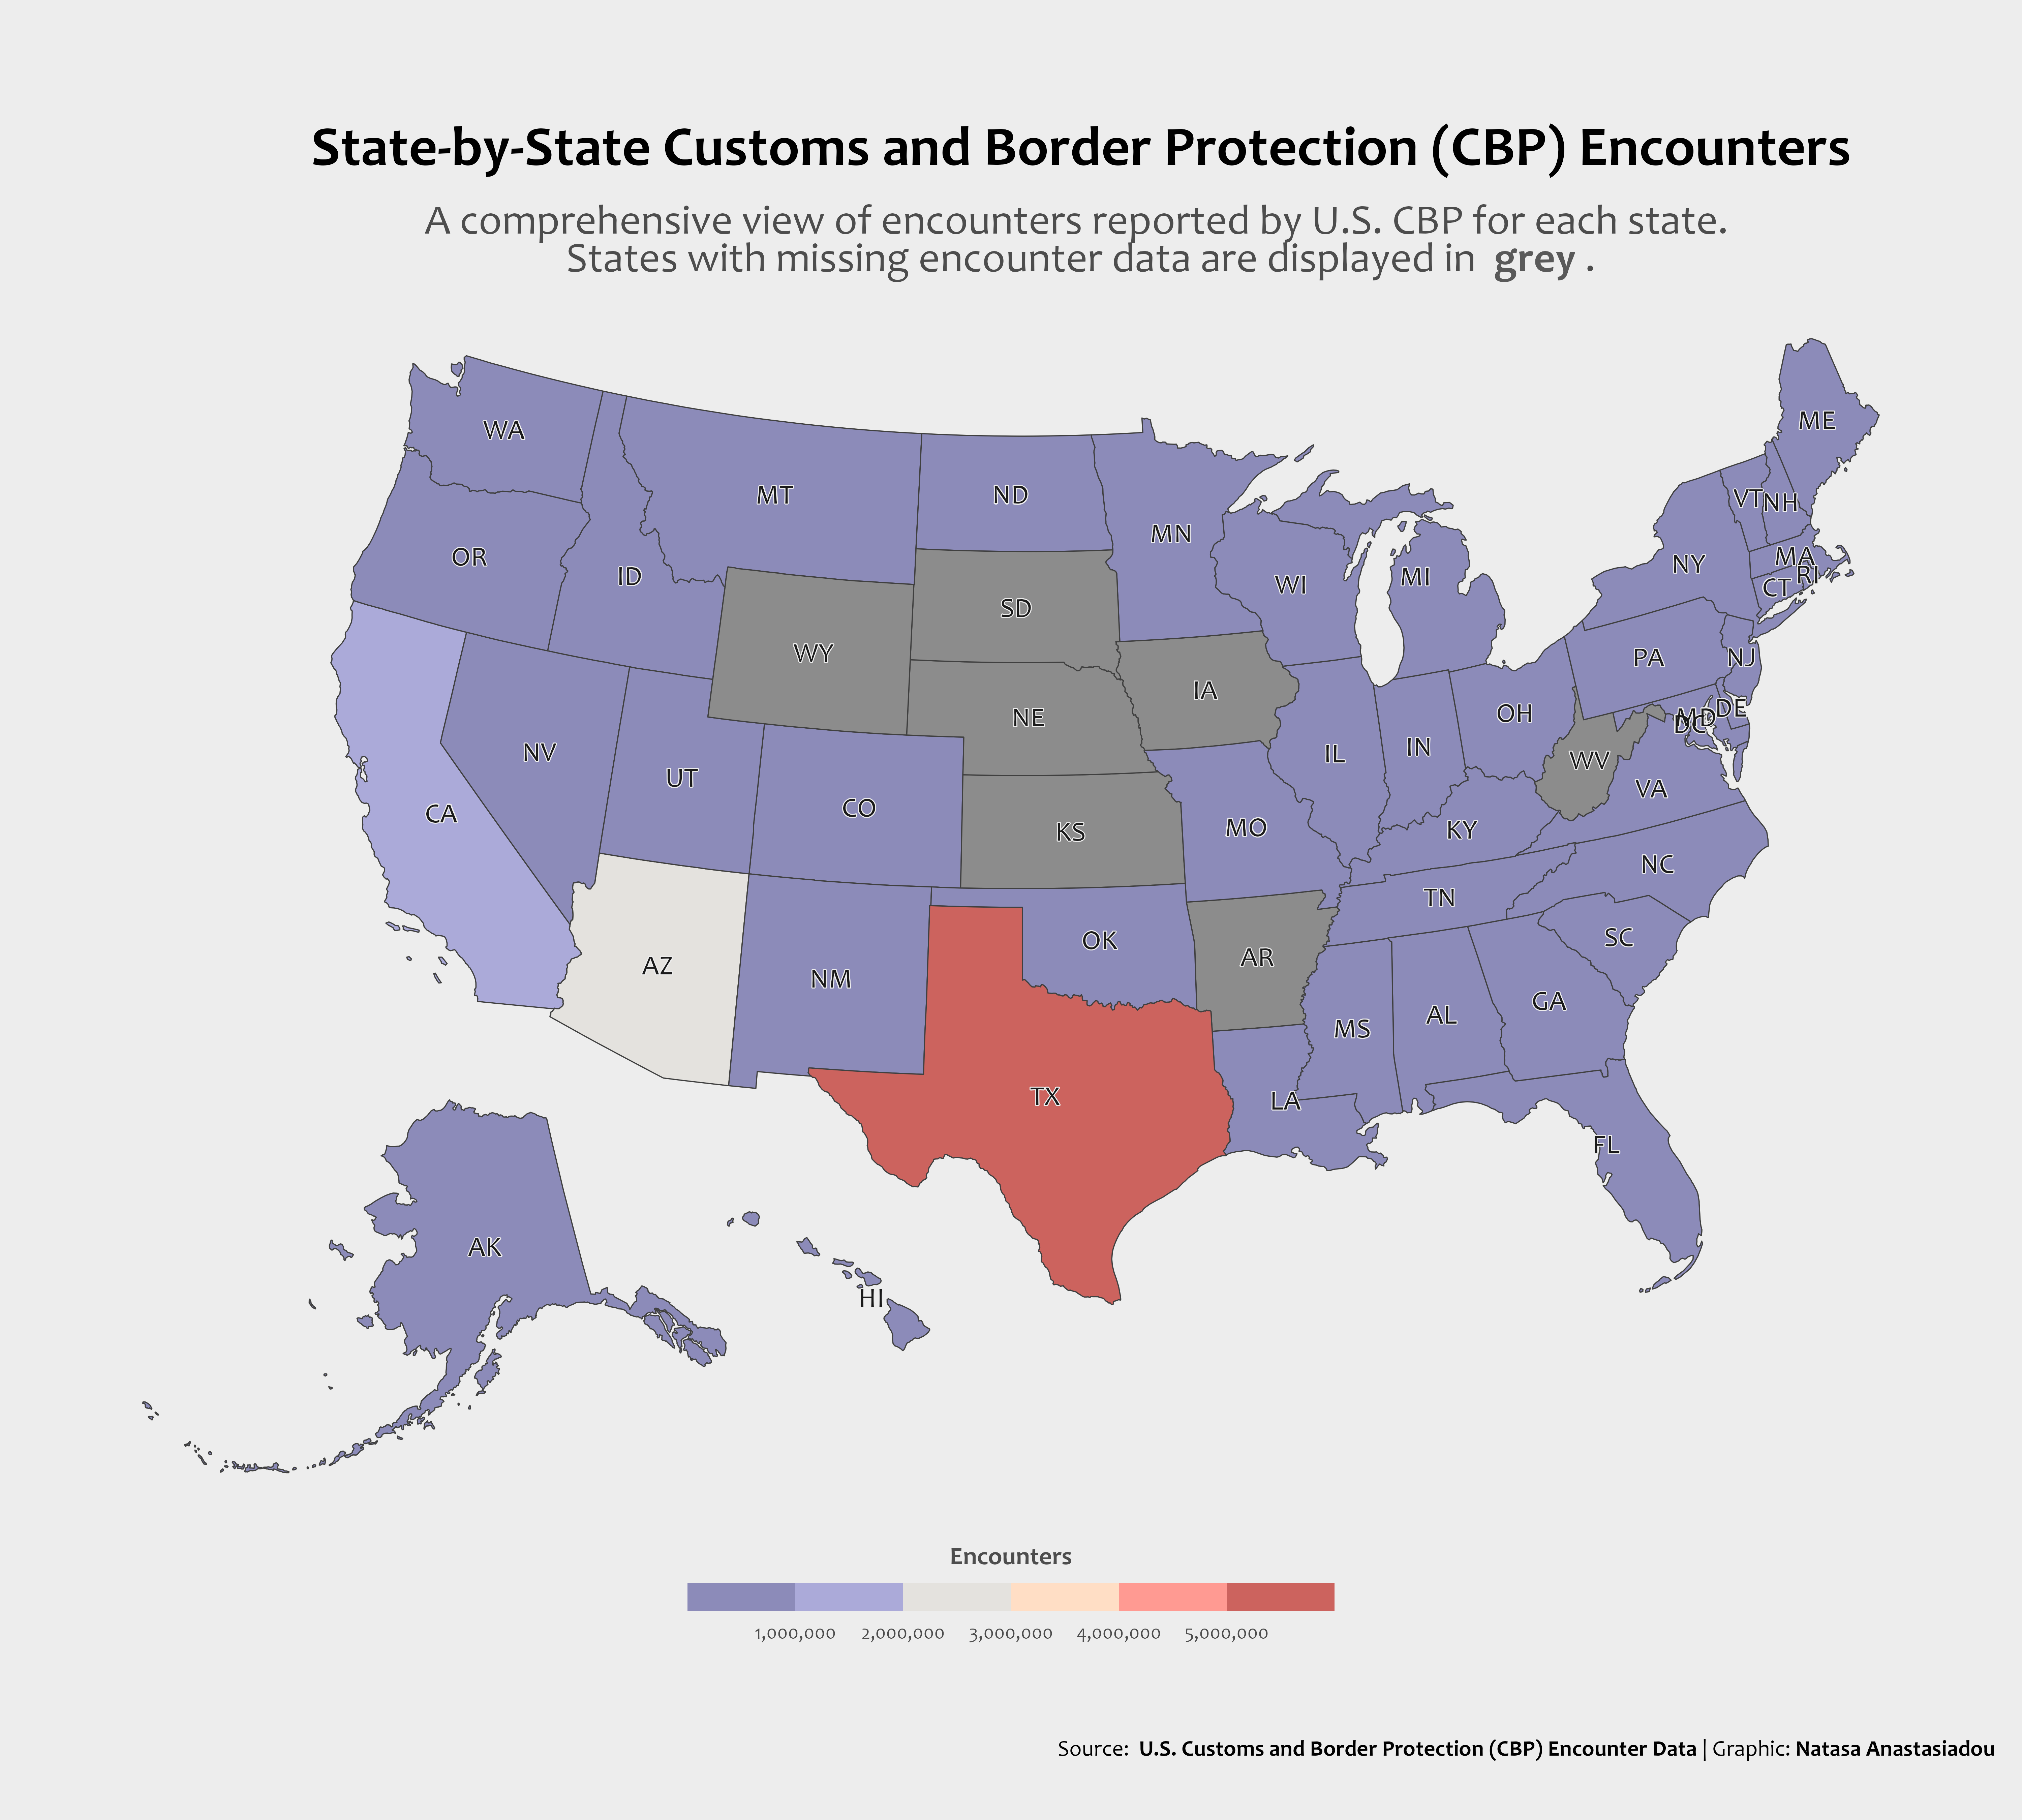 State-by-State Customs and Border Protection (CBP) Encounters
A comprehensive view of encounters reported by U.S. CBP for each state.
States with missing encounter data are displayed in grey .
ME
WA
MT
ND
VT
NH
MN
OR
MA
NY
ID
MI
RI
WI
CT
SD
WY
PA
NJ
IA
NE
DE
OH
MD
DC
NV
IN
IL
WV
UT
VA
CO
CA
MO
KY
KS
NC
TN
SC
OK
AR
AZ
NM
GA
AL
MS
TX
LA
FL
AK
HI
Encounters
1,000,000
2,000,000
3,000,000
4,000,000
5,000,000
Source: U.S. Customs and Border Protection (CBP) Encounter Data | Graphic: Natasa Anastasiadou